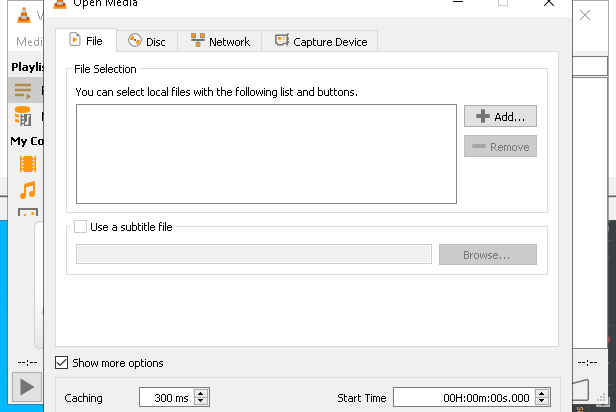 Open Media
Medi
File
Disc
Network
Capture Device
Playlis
File Selection
You can select local files with the following list and buttons.
Add...
Remove
My Co
Use a subtitle file
Browse...
--:--
Show more options
--:--
Caching
300 ms
Start Time
00H:00m:00s.000